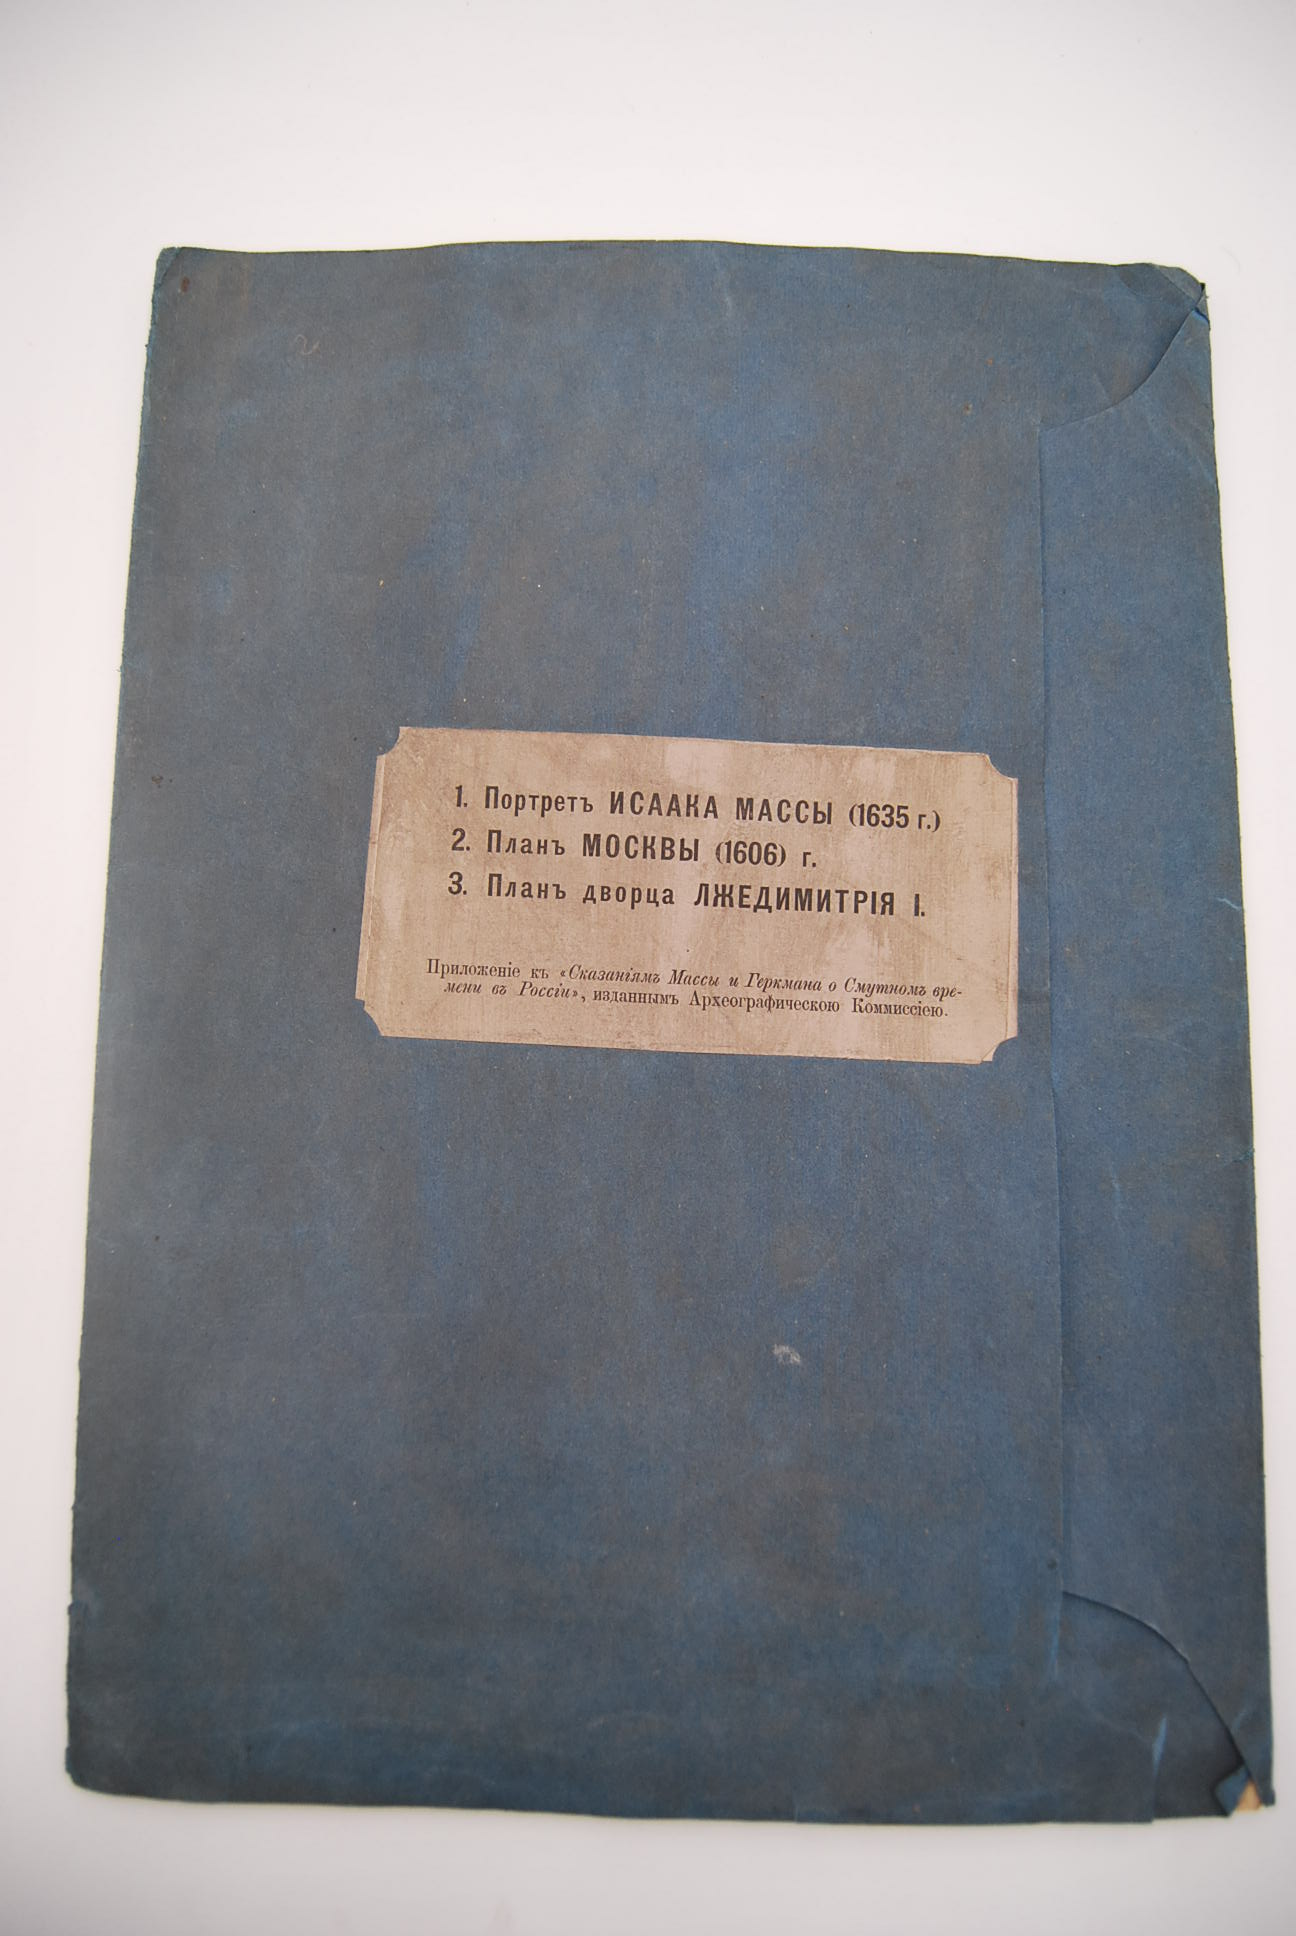 1. Портретъ ИСААКА МАССЫ (1635 г.)
2. Планъ МОСКВЫ (1606) г.
3. Планъ дворца ЛЖЕДИМИТРІЯ I.
Приложеніе къ «Сказаніямъ Массы и Геркмана о Смутномъ вре-
мени въ Россіи», изданнымъ Археографическою Коммиссіею.